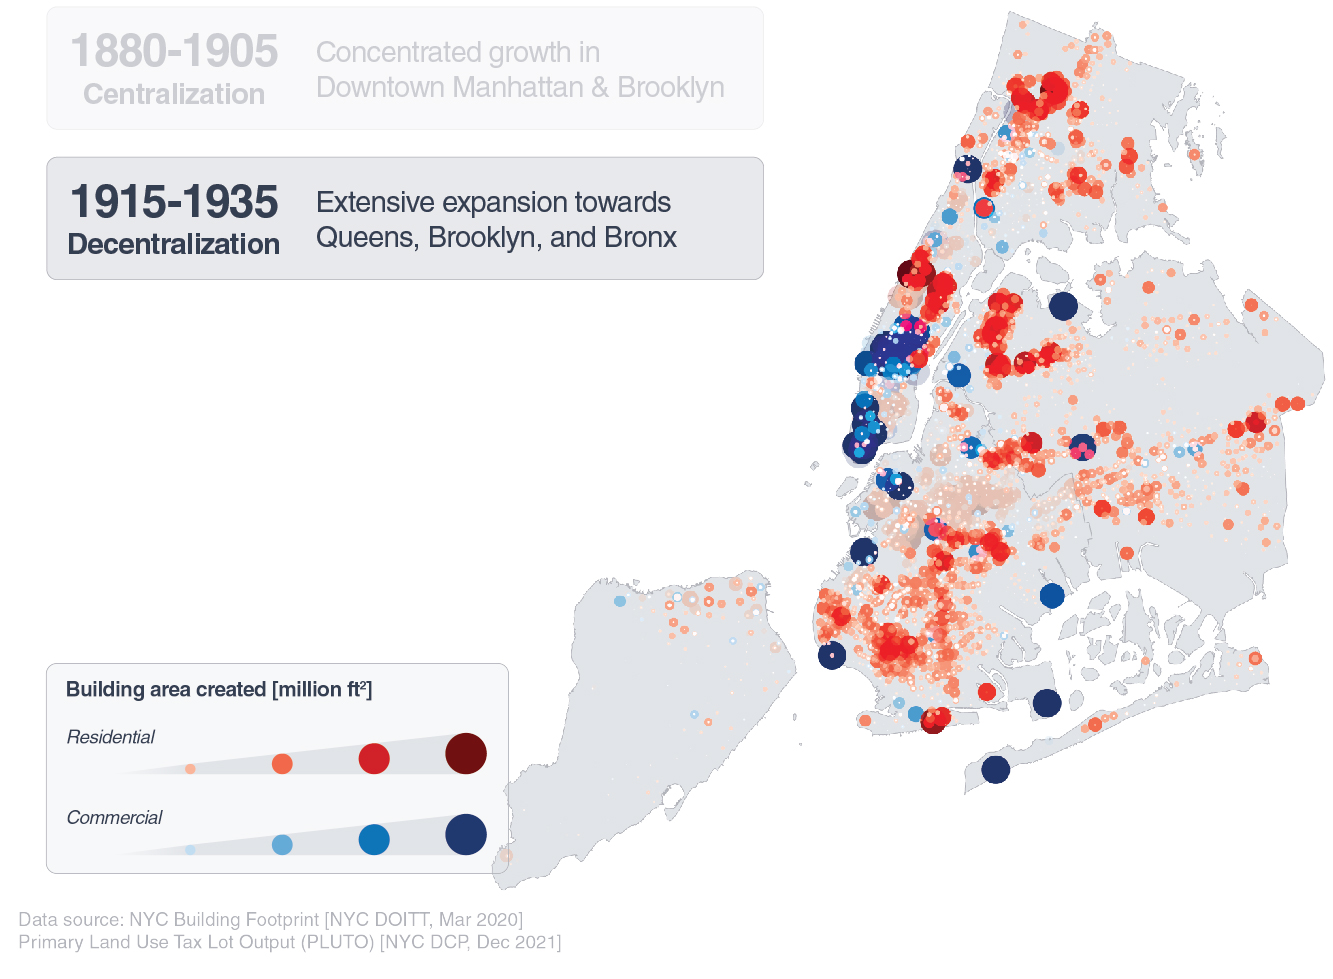 1880-1905
Centralization
Concentrated growth in
Downtown Manhattan & Brooklyn
1915-1935
Decentralization
Extensive expansion towards
Queens, Brooklyn, and Bronx
Building area created [million ft²]
Residential
Commercial
Data source: NYC Building Footprint [NYC DOITT, Mar 2020]
Primary Land Use Tax Lot Output (PLUTO) [NYC DCP, Dec 2021]